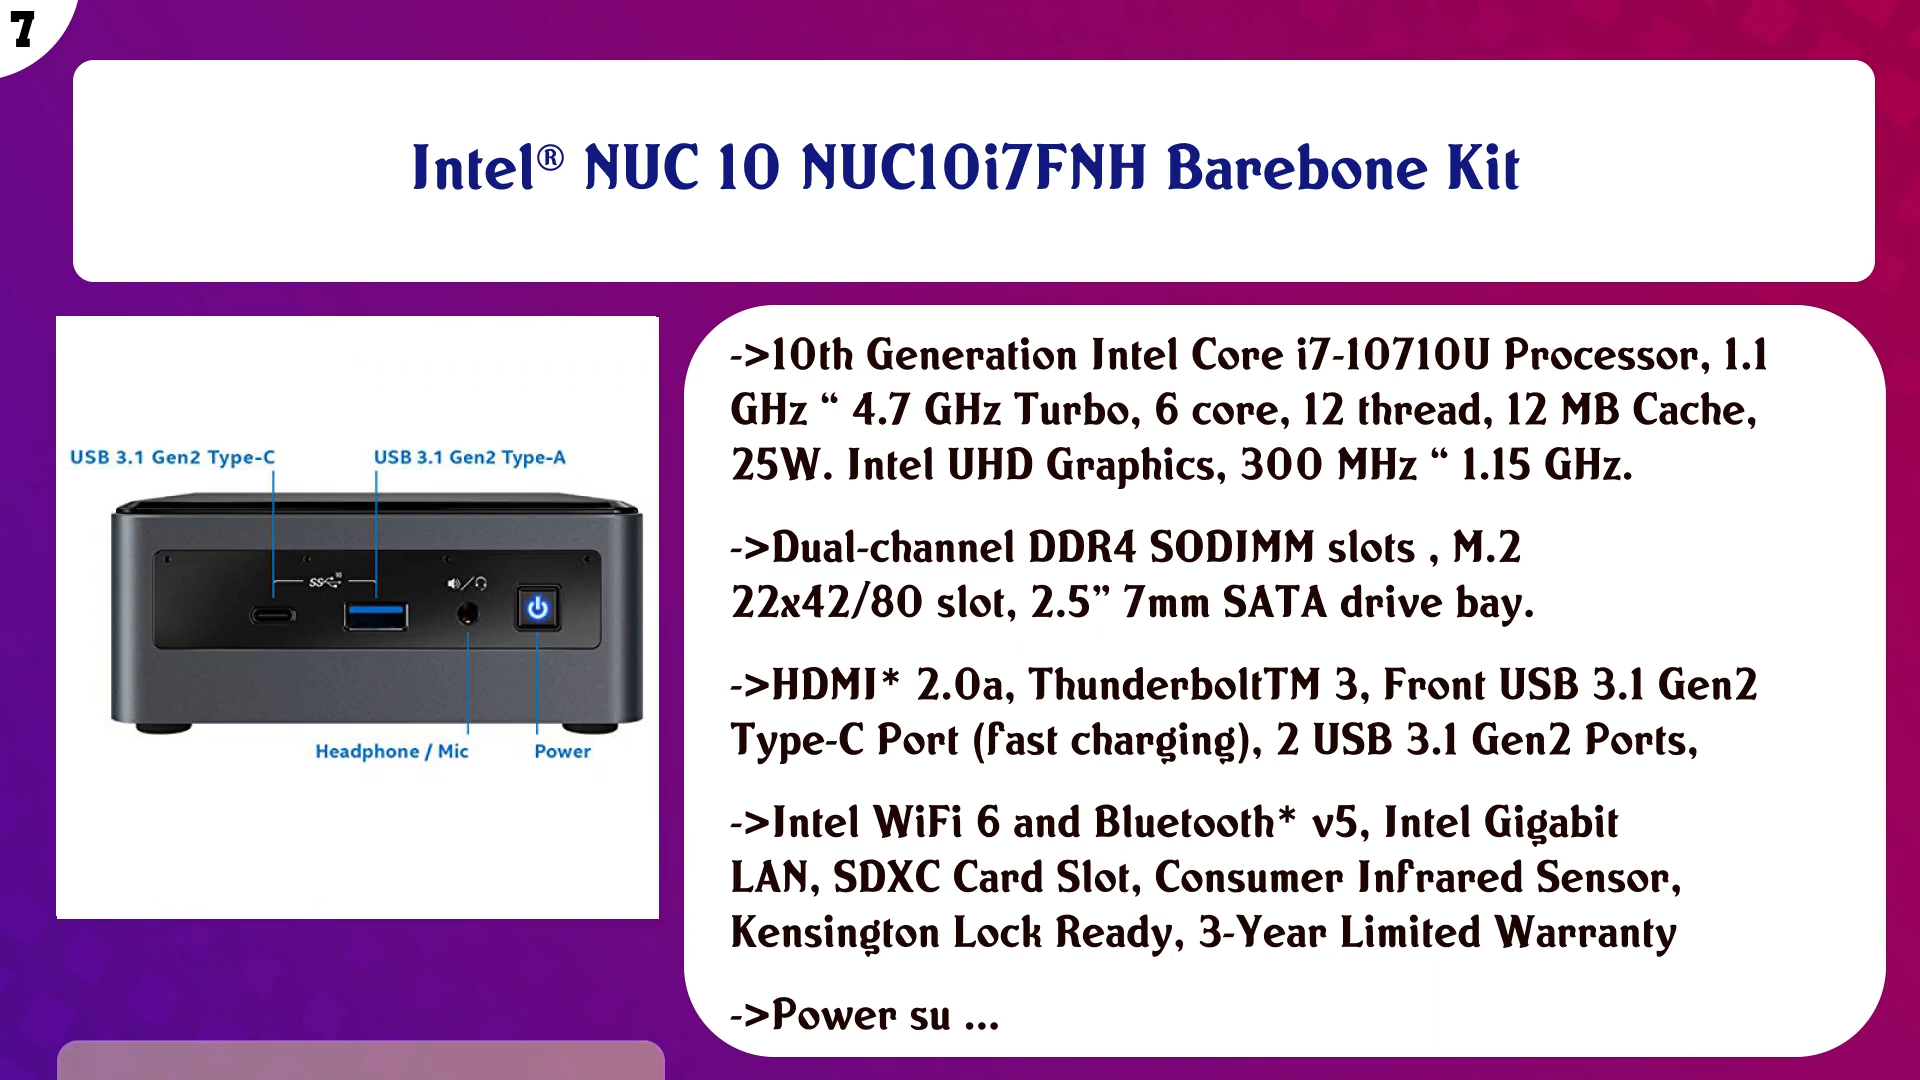 7
Intel® NUC 10 NUC10i7FNH Barebone Kit
USB 3.1 Gen2 Type-C
USB 3.1 Gen2 Type-A
SS 10
Headphone / Mic
Power
->10th Generation Intel Core i7-10710U Processor, 1.1
GHz “ 4.7 GHz Turbo, 6 core, 12 thread, 12 MB Cache,
25W. Intel UHD Graphics, 300 MHz “ 1.15 GHz.
->Dual-channel DDR4 SODIMM slots , M.2
22x42/80 slot, 2.5” 7mm SATA drive bay.
->HDMI* 2.0a, ThunderboltTM 3, Front USB 3.1 Gen2
Type-C Port (fast charging), 2 USB 3.1 Gen2 Ports,
->Intel WiFi 6 and Bluetooth* v5, Intel Gigabit
LAN, SDXC Card Slot, Consumer Infrared Sensor,
Kensington Lock Ready, 3-Year Limited Warranty
->Power su ...